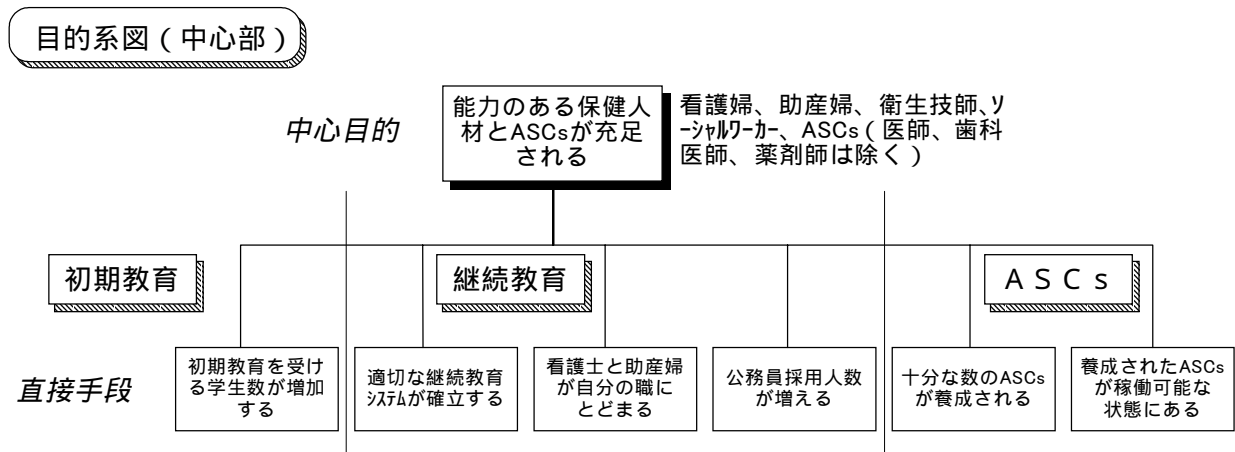 目的系図(中心部)
中心目的
能力のある保健人
材とASCsが充足
される
看護婦、助産婦、衛生技師、ソ
ーシャルワーカー、ASCs(医師、歯科
医師、薬剤師は除く)
初期教育
継続教育
ASCs
直接手段
初期教育を受け
る学生数が増加
する
適切な継続教育
システムが確立する
看護士と助産婦
が自分の職に
とどまる
公務員採用人数
が増える
十分な数のASCs
が養成される
養成されたASCs
が稼働可能な
状態にある